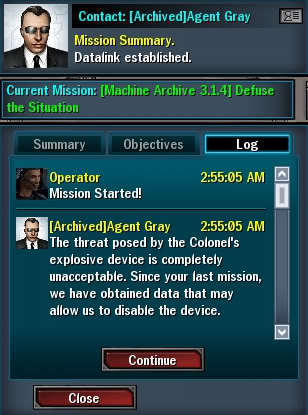 Contact: [Archived]Agent Gray
Mission Summary.
Datalink established.
Current Mission: [Machine Archive 3.1.4] Defuse
the Situation
Summary
Objectives
Log
Operator 2:55:05 AM
Mission Started!
[Archived]Agent Gray 2:55:05 AM
The threat posed by the Colonel's
explosive device is completely
unacceptable. Since your last mission,
we have obtained data that may
allow us to disable the device.
Continue
Close